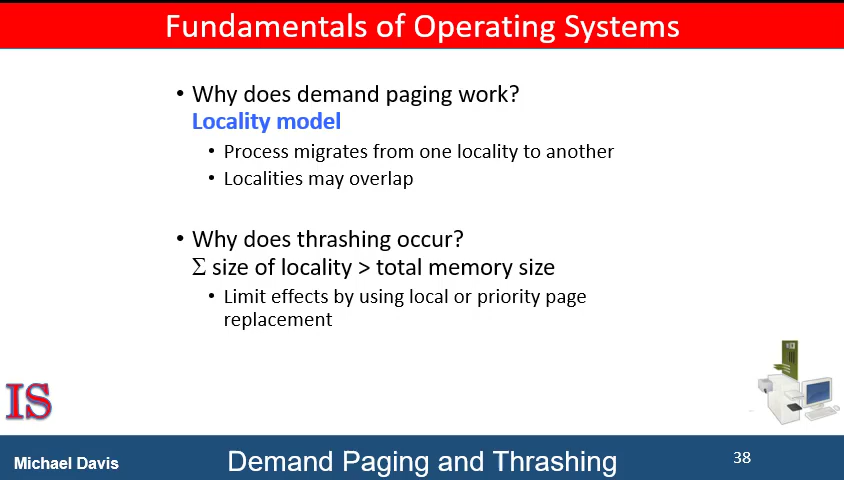 Fundamentals of Operating Systems
• Why does demand paging work?
Locality model
• Process migrates from one locality to another
• Localities may overlap
• Why does thrashing occur?
Σ size of locality > total memory size
• Limit effects by using local or priority page
replacement
IS
Michael Davis
Demand Paging and Thrashing
38